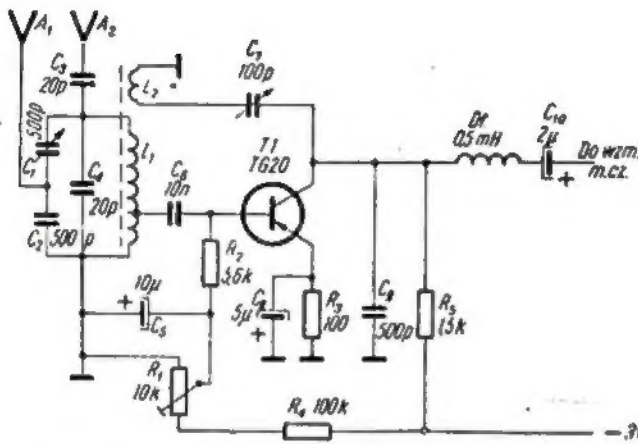 A1
A2
C3
20p
L2
C7
100p
500p
C1
L1
C4
20p
C6
10n
T1
TG20
Dł
0,5mH
C10
2μ
+
Do wzm.
m.cz.
C2
500p
R2
5,6k
10μ
+
C5
5μ
+
R3
100
C9
500p
R5
1,5k
R1
10k
R4 100k